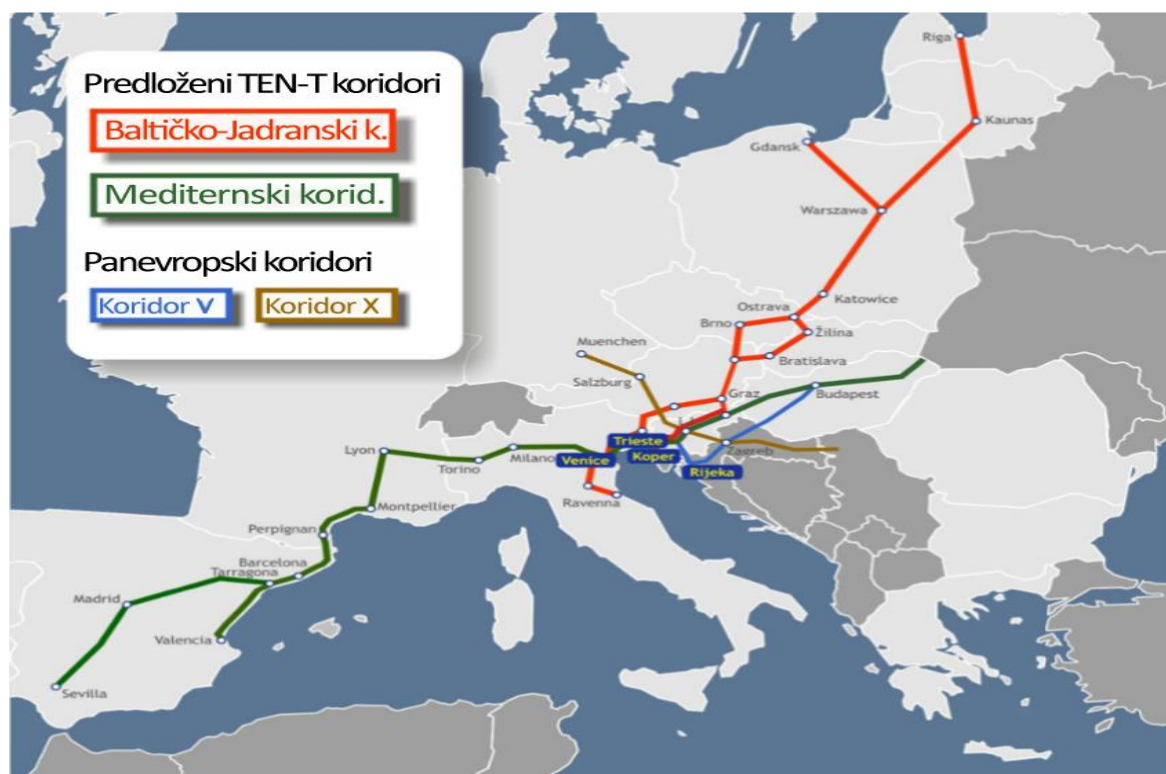 Predloženi TEN-T koridori
Baltičko-Jadranski k.
Mediternski korid.
Panevropski koridori
Koridor V
Koridor X
Riga
Kaunas
Gdansk
Warszawa
Katowice
Ostrava
Brno
Žilina
Bratislava
Muenchen
Salzburg
Graz
Budapest
Trieste
Koper
Venice
Rijeka
Zagreb
Lyon
Torino
Milano
Ravenna
Montpellier
Perpignan
Barcelona
Tarragona
Madrid
Valencia
Sevilla